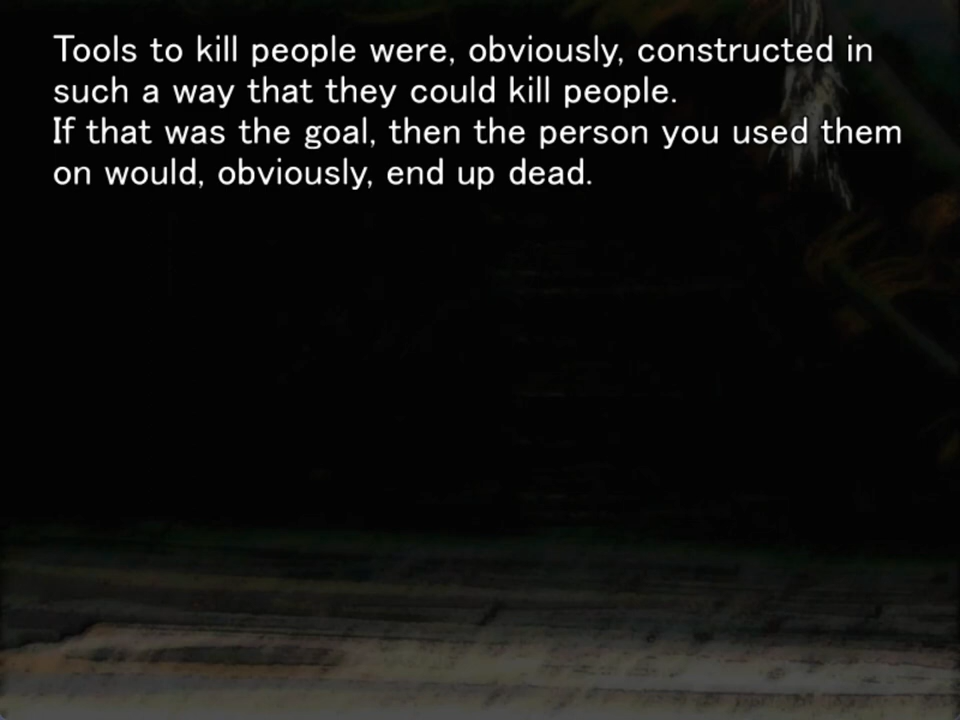 Tools to kill people were, obviously, constructed in
such a way that they could kill people.
If that was the goal, then the person you used them
on would, obviously, end up dead.